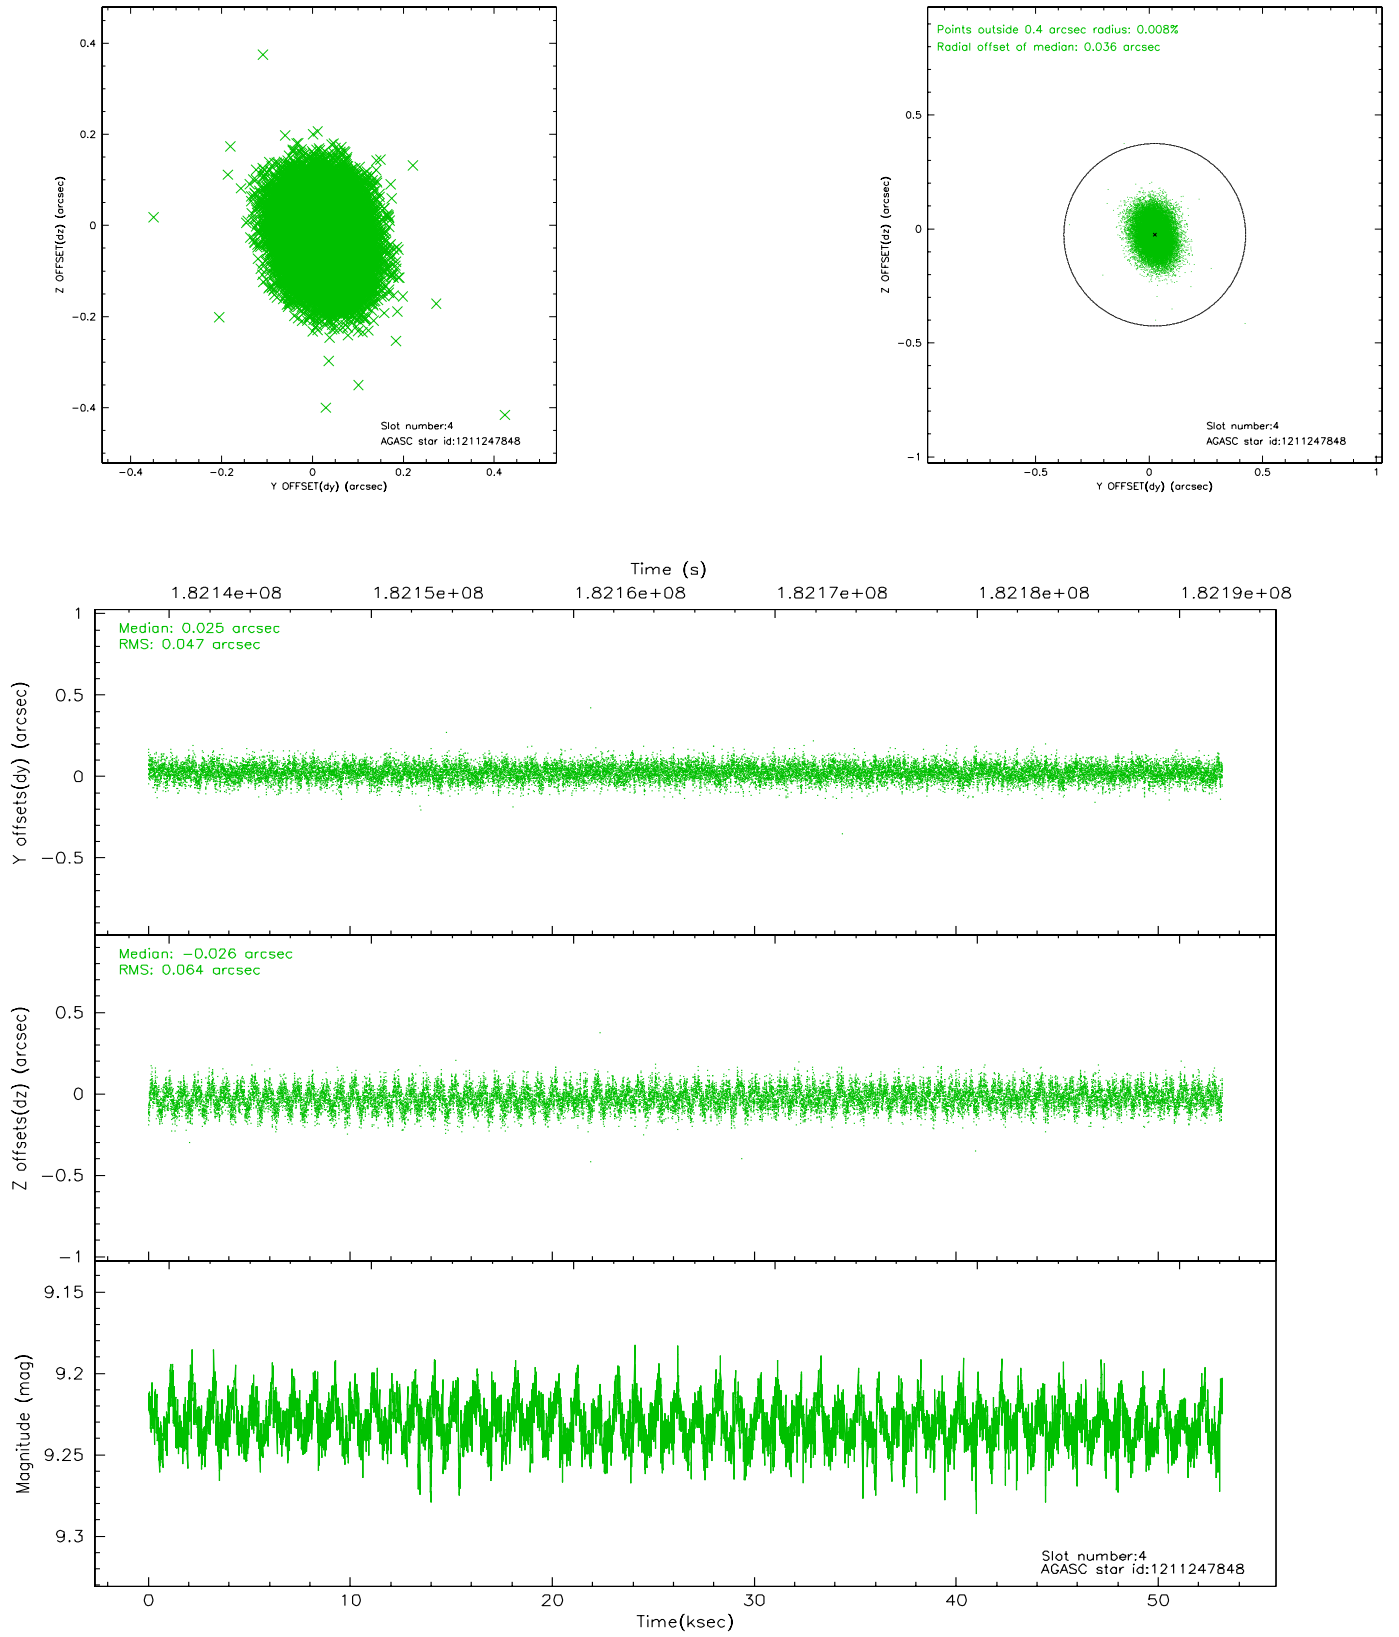 0.4
0.2
0
−0.2
−0.4
Z OFFSET(dz) (arcsec)
Slot number:4
AGASC star id:1211247848
−0.4
−0.2
0
0.2
0.4
Y OFFSET(dy) (arcsec)
Points outside 0.4 arcsec radius: 0.008%
Radial offset of median: 0.036 arcsec
0.5
0
−0.5
−1
Z OFFSET(dz) (arcsec)
Slot number:4
AGASC star id:1211247848
−0.5
0
0.5
1
Y OFFSET(dy) (arcsec)
Time (s)
1.8214e+08
1.8215e+08
1.8216e+08
1.8217e+08
1.8218e+08
1.8219e+08
Median: 0.025 arcsec
RMS: 0.047 arcsec
1
0.5
0
−0.5
Y offsets(dy) (arcsec)
Median: −0.026 arcsec
RMS: 0.064 arcsec
0.5
0
−0.5
−1
Z offsets(dz) (arcsec)
9.15
9.2
9.25
9.3
Magnitude (mag)
Slot number:4
AGASC star id:1211247848
0
10
20
30
40
50
Time(ksec)